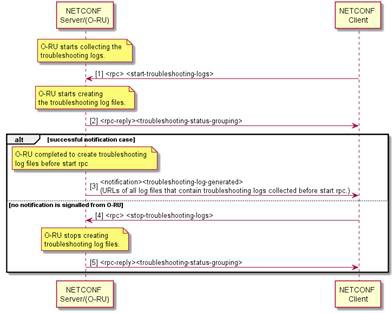 NETCONF
Server/(O-RU)
NETCONF
Client
O-RU starts collecting the
troubleshooting logs.
[1] <rpc> <start-troubleshooting-logs>
O-RU starts creating
the troubleshooting log files.
[2] <rpc-reply><troubleshooting-status-grouping>
alt [successful notification case]
O-RU completed to create troubleshooting
log files before start rpc
[3] <notification><troubleshooting-log-generated>
(URLs of all log files that contain troubleshooting logs collected before start rpc.)
[no notification is signalled from O-RU]
[4] <rpc> <stop-troubleshooting-logs>
O-RU stops creating
troubleshooting log files.
[5] <rpc-reply><troubleshooting-status-grouping>
NETCONF
Server/(O-RU)
NETCONF
Client